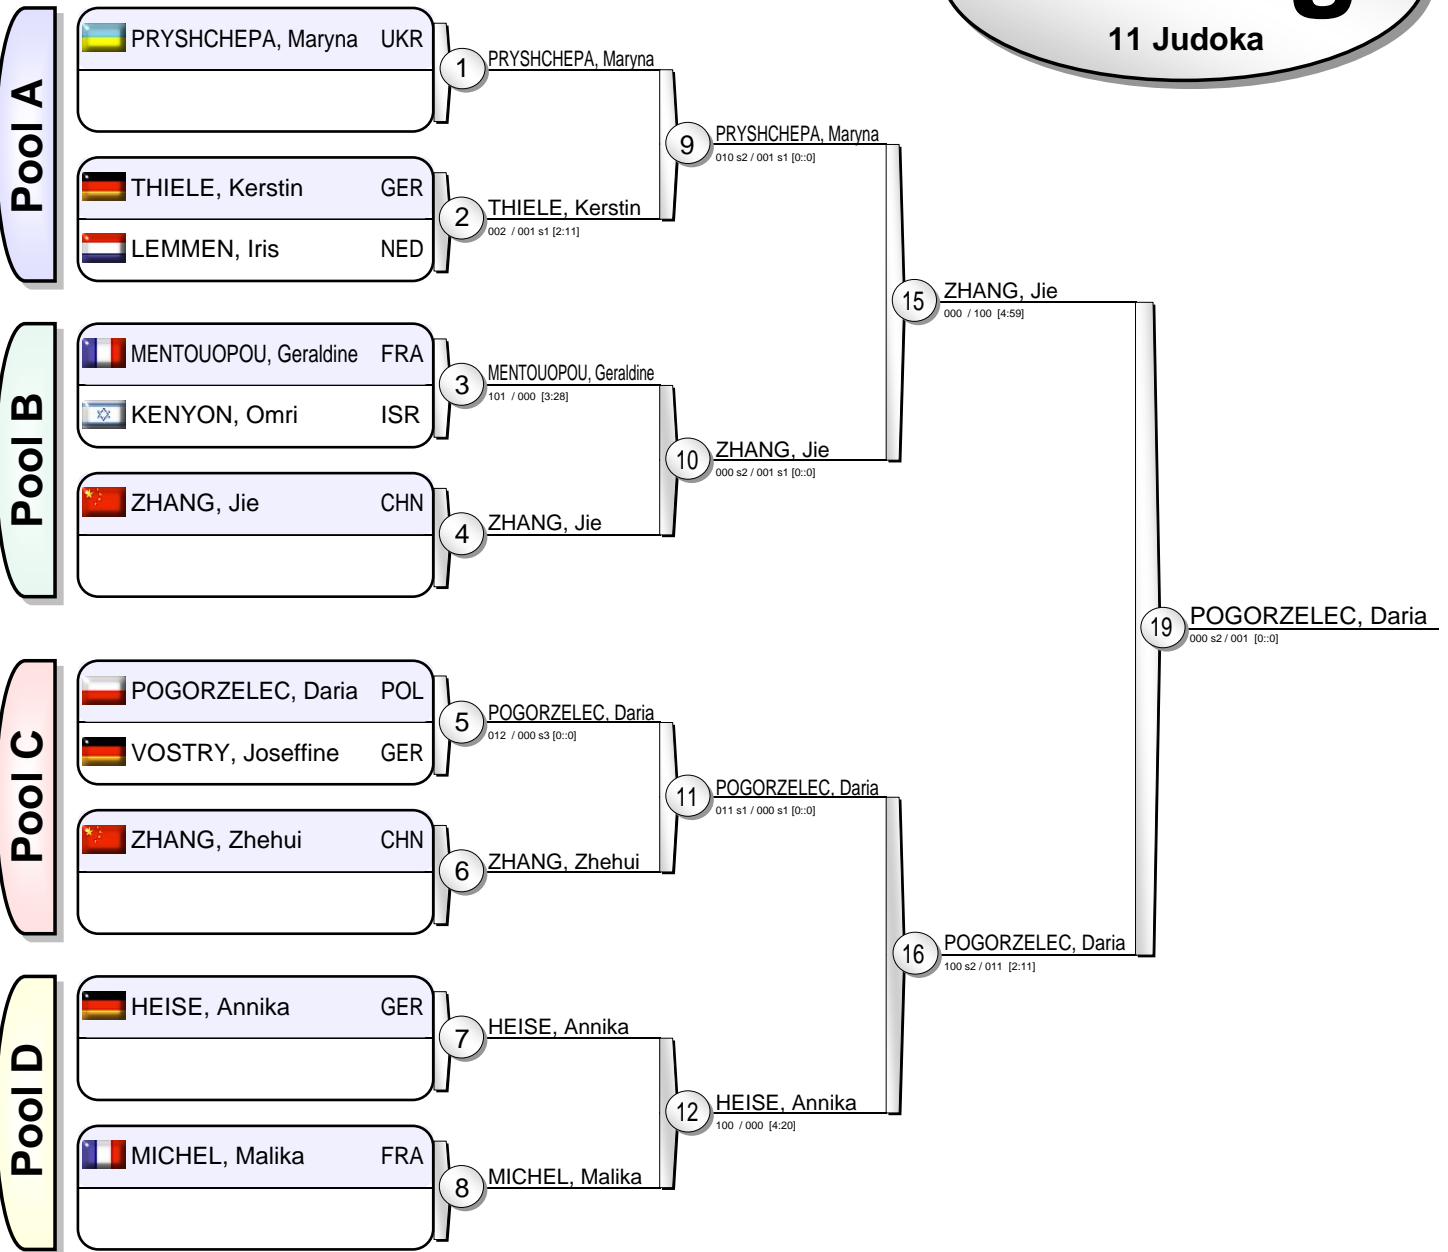 11 Judoka
Pool A
PRYSHCHEPA, Maryna UKR
THIELE, Kerstin GER
LEMMEN, Iris NED
1 PRYSHCHEPA, Maryna
2 THIELE, Kerstin
002 / 001 s1 [2:11]
9 PRYSHCHEPA, Maryna
010 s2 / 001 s1 [0::0]
Pool B
MENTOUOPOU, Geraldine FRA
KENYON, Omri ISR
ZHANG, Jie CHN
3 MENTOUOPOU, Geraldine
101 / 000 [3:28]
4 ZHANG, Jie
10 ZHANG, Jie
000 s2 / 001 s1 [0::0]
15 ZHANG, Jie
000 / 100 [4:59]
Pool C
POGORZELEC, Daria POL
VOSTRY, Joseffine GER
ZHANG, Zhehui CHN
5 POGORZELEC, Daria
012 / 000 s3 [0::0]
6 ZHANG, Zhehui
11 POGORZELEC, Daria
011 s1 / 000 s1 [0::0]
Pool D
HEISE, Annika GER
MICHEL, Malika FRA
7 HEISE, Annika
8 MICHEL, Malika
12 HEISE, Annika
100 / 000 [4:20]
16 POGORZELEC, Daria
100 s2 / 011 [2:11]
19 POGORZELEC, Daria
000 s2 / 001 [0::0]